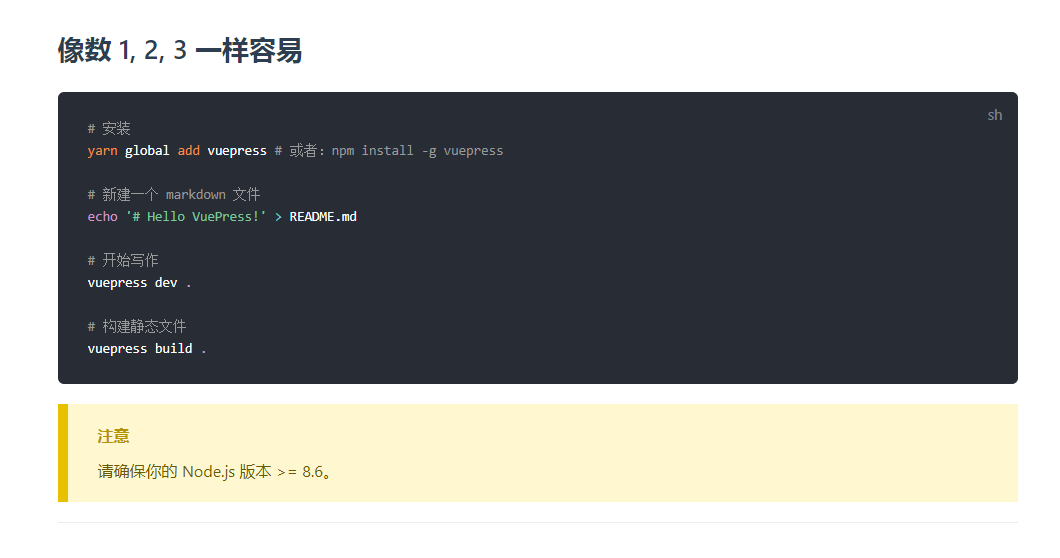 像数 1, 2, 3 一样容易
sh
# 安装
yarn global add vuepress # 或者：npm install -g vuepress
# 新建一个 markdown 文件
echo '# Hello VuePress!' > README.md
# 开始写作
vuepress dev .
# 构建静态文件
vuepress build .
注意
请确保你的 Node.js 版本 >= 8.6。